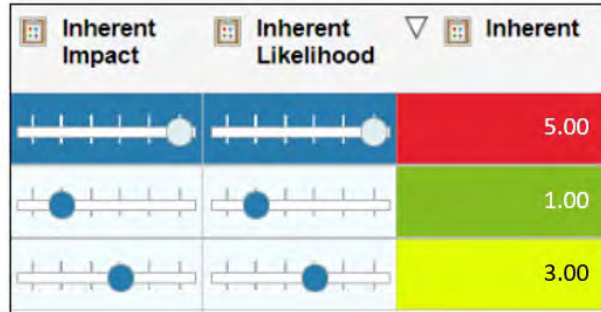 Inherent Impact
Inherent Likelihood
Inherent
5.00
1.00
3.00